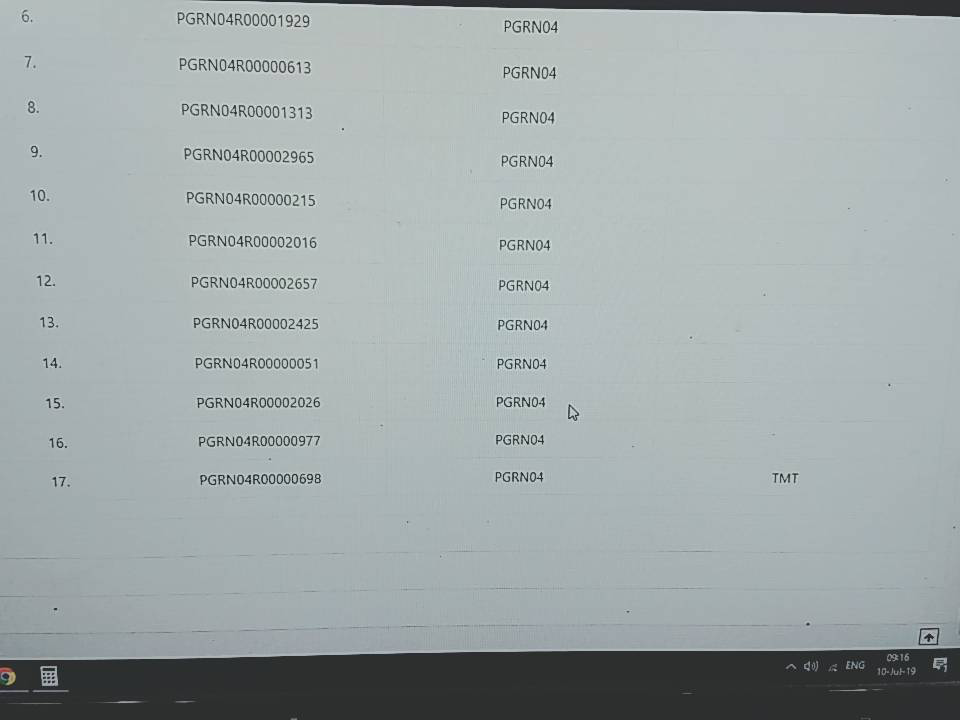 6. PGRN04R00001929 PGRN04
7. PGRN04R00000613 PGRN04
8. PGRN04R00001313 PGRN04
9. PGRN04R00002965 PGRN04
10. PGRN04R00000215 PGRN04
11. PGRN04R00002016 PGRN04
12. PGRN04R00002657 PGRN04
13. PGRN04R00002425 PGRN04
14. PGRN04R00000051 PGRN04
15. PGRN04R00002026 PGRN04
16. PGRN04R00000977 PGRN04
17. PGRN04R00000698 PGRN04 TMT
ENG 09:16
10-Jul-19